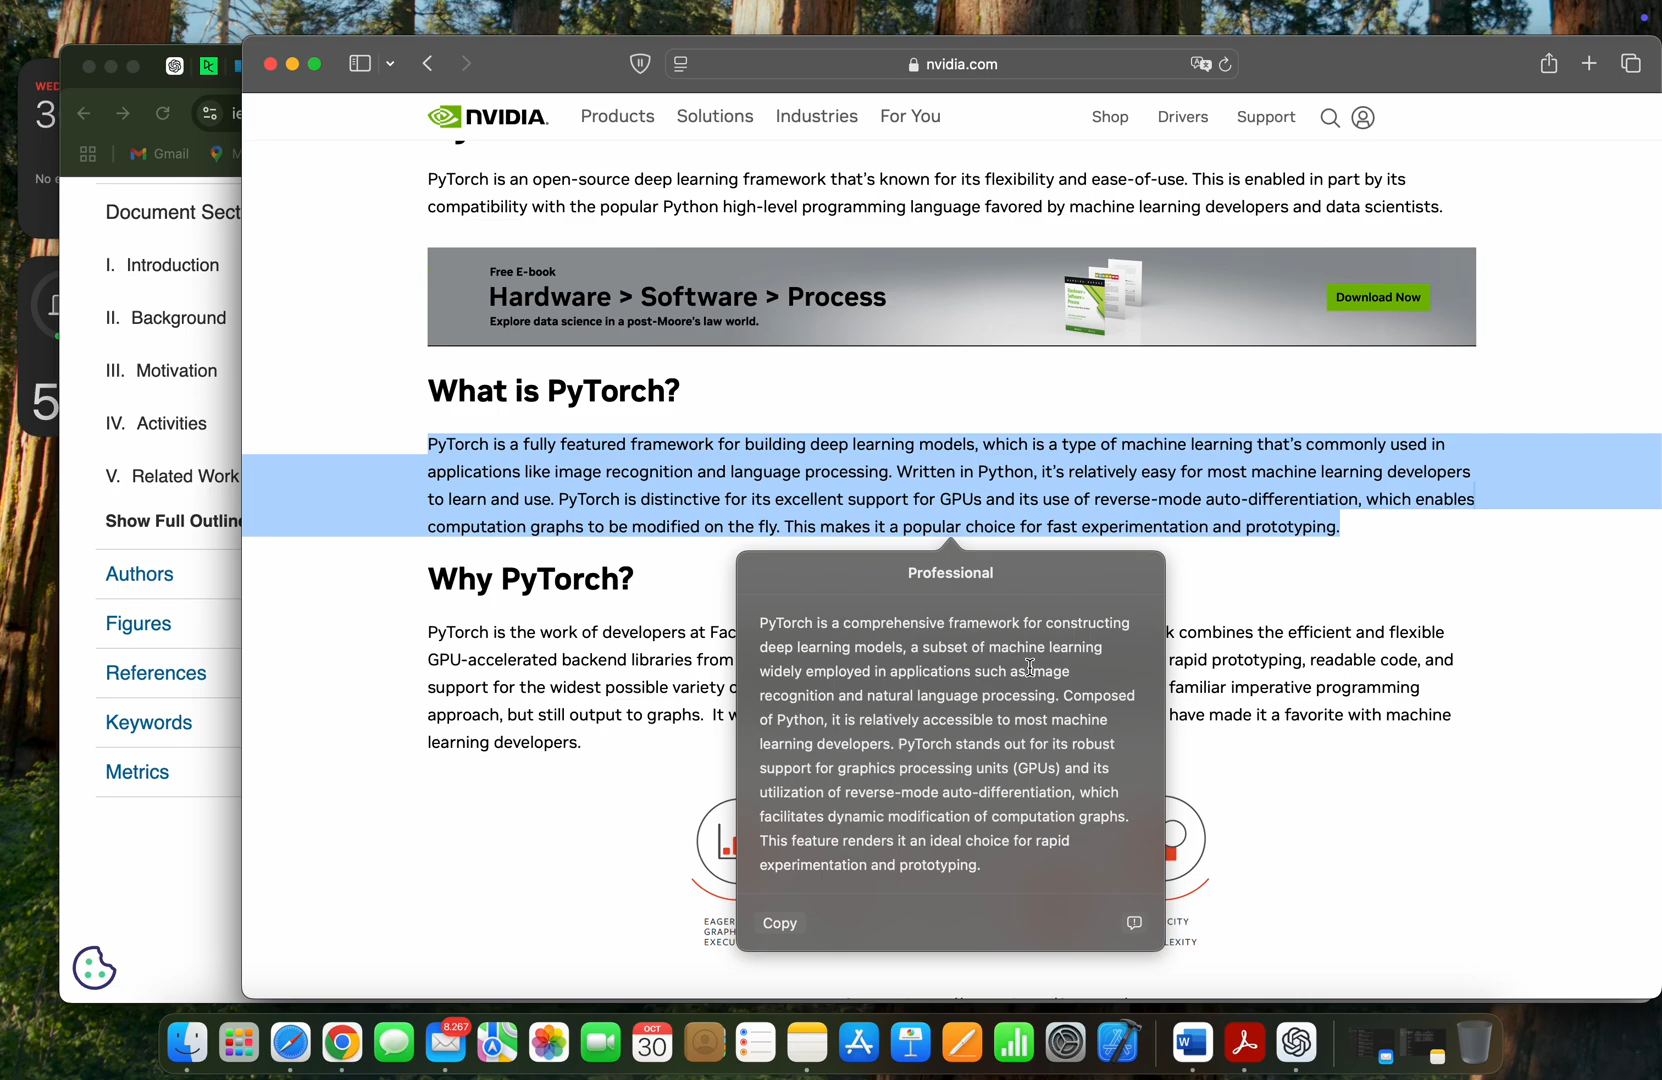 nvidia.com
WED
3
ie
Gmail
M
No e
5
Document Sect
I. Introduction
II. Background
III. Motivation
IV. Activities
V. Related Work
Show Full Outline
Authors
Figures
References
Keywords
Metrics
NVIDIA.
Products
Solutions
Industries
For You
Shop
Drivers
Support
PyTorch is an open-source deep learning framework that's known for its flexibility and ease-of-use. This is enabled in part by its
compatibility with the popular Python high-level programming language favored by machine learning developers and data scientists.
Free E-book
Hardware > Software > Process
Explore data science in a post-Moore's law world.
Download Now
What is PyTorch?
PyTorch is a fully featured framework for building deep learning models, which is a type of machine learning that's commonly used in
applications like image recognition and language processing. Written in Python, it's relatively easy for most machine learning developers
to learn and use. PyTorch is distinctive for its excellent support for GPUs and its use of reverse-mode auto-differentiation, which enables
computation graphs to be modified on the fly. This makes it a popular choice for fast experimentation and prototyping.
Why PyTorch?
PyTorch is the work of developers at Fac
k combines the efficient and flexible
GPU-accelerated backend libraries from
rapid prototyping, readable code, and
support for the widest possible variety o
familiar imperative programming
approach, but still output to graphs. It w
have made it a favorite with machine
learning developers.
Professional
PyTorch is a comprehensive framework for constructing
deep learning models, a subset of machine learning
widely employed in applications such as image
recognition and natural language processing. Composed
of Python, it is relatively accessible to most machine
learning developers. PyTorch stands out for its robust
support for graphics processing units (GPUs) and its
utilization of reverse-mode auto-differentiation, which
facilitates dynamic modification of computation graphs.
This feature renders it an ideal choice for rapid
experimentation and prototyping.
Copy
EAGER
GRAPH
EXECU
CITY
LEXITY
8.267
OCT
30